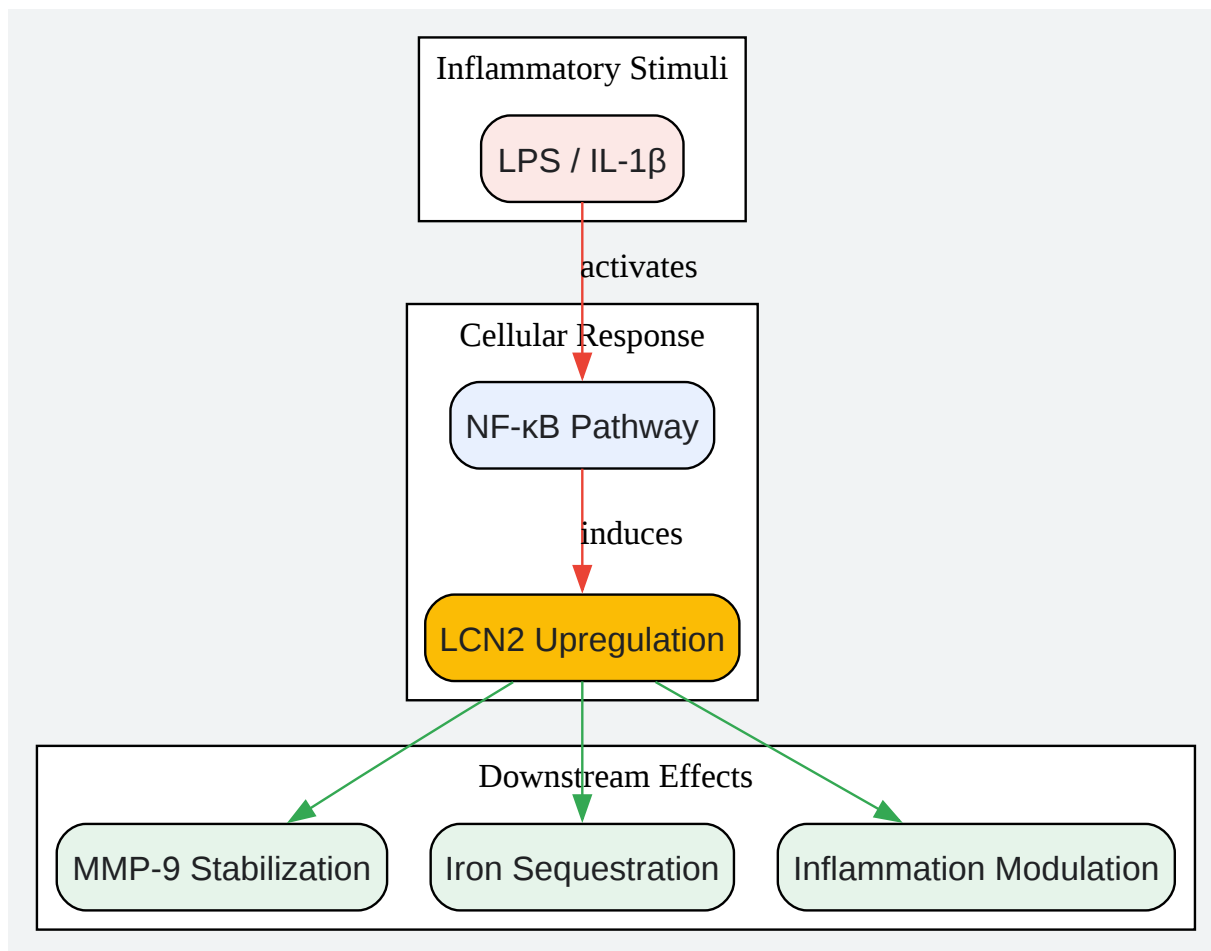 Inflammatory Stimuli
LPS / IL-1β
activates
Cellular Response
NF-κB Pathway
induces
LCN2 Upregulation
Downstream Effects
MMP-9 Stabilization
Iron Sequestration
Inflammation Modulation